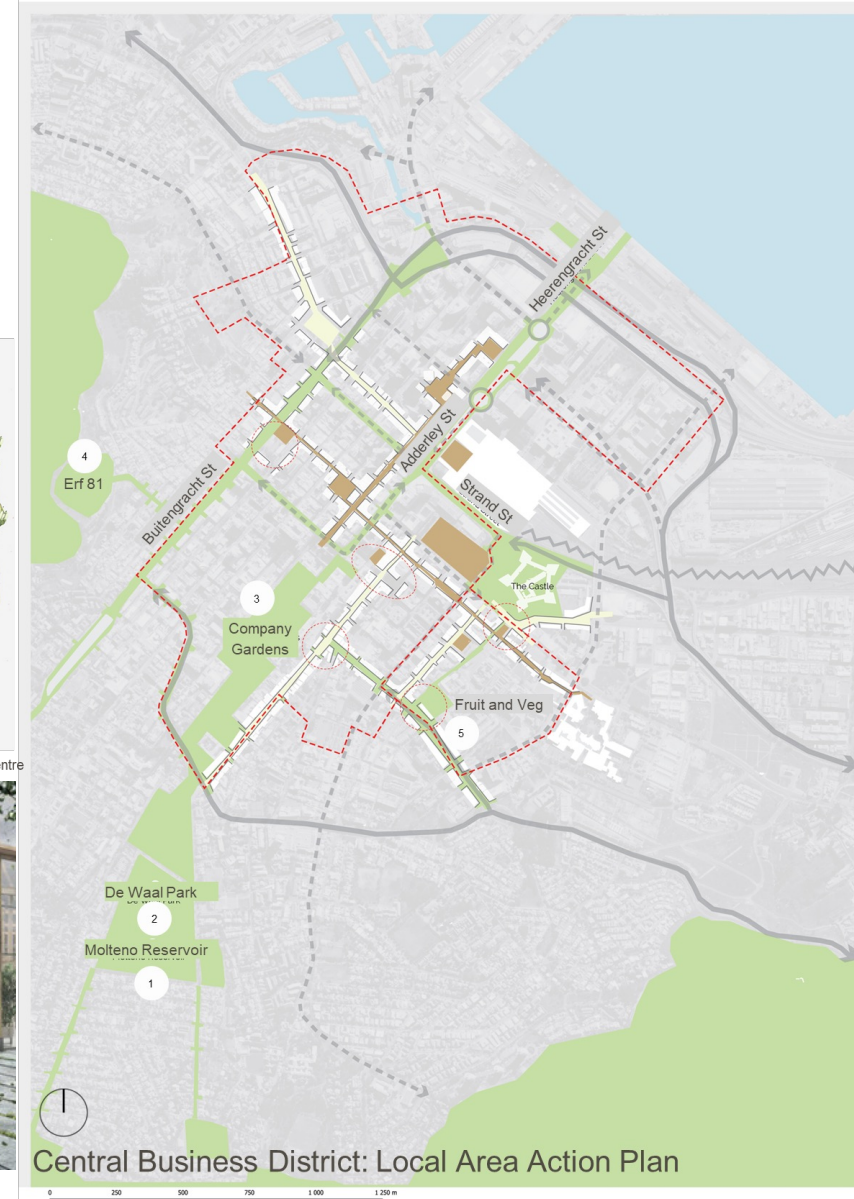 Heerengracht St
Adderley St
Strand St
Buitengracht St
4
Erf 81
The Castle
3
Company
Gardens
Fruit and Veg
5
entre
De Waal Park
2
Molteno Reservoir
1
Central Business District: Local Area Action Plan
0 250 500 750 1 000 1 250 m